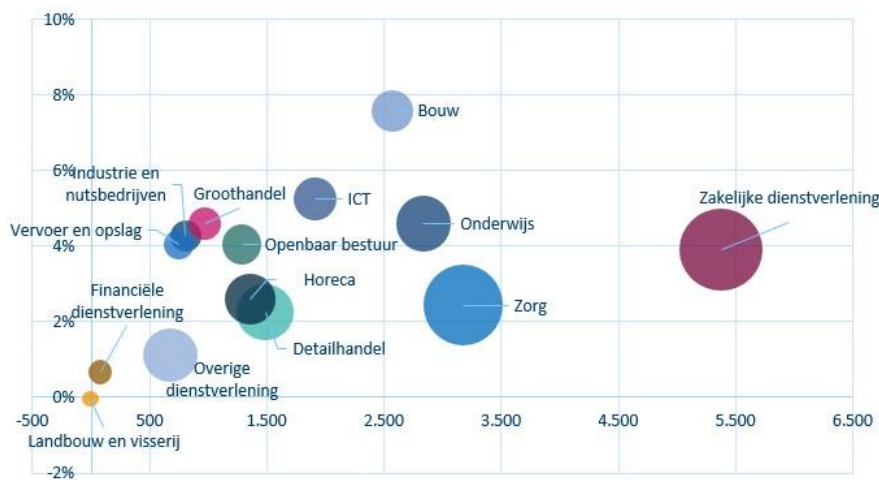 10%
8%
Bouw
6%
Industrie en
nutsbedrijven
Groothandel
ICT
Zakelijke dienstverlening
Vervoer en opslag
Onderwijs
4%
Openbaar bestuur
Financiële
dienstverlening
Horeca
2%
Zorg
Detailhandel
Overige
dienstverlening
0%
-500 500 1.500 2.500 3.500 4.500 5.500 6.500
Landbouw en visserij
-2%